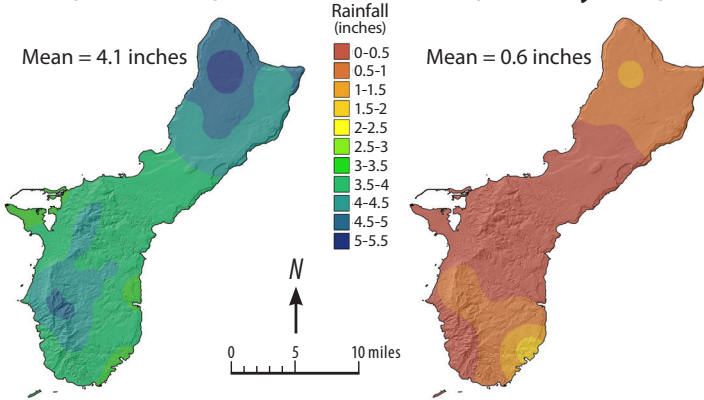 Rainfall
(inches)
Mean = 4.1 inches
Mean = 0.6 inches
0-0.5
0.5-1
1-1.5
1.5-2
2-2.5
2.5-3
3-3.5
3.5-4
4-4.5
4.5-5
5-5.5
N
0 5 10 miles